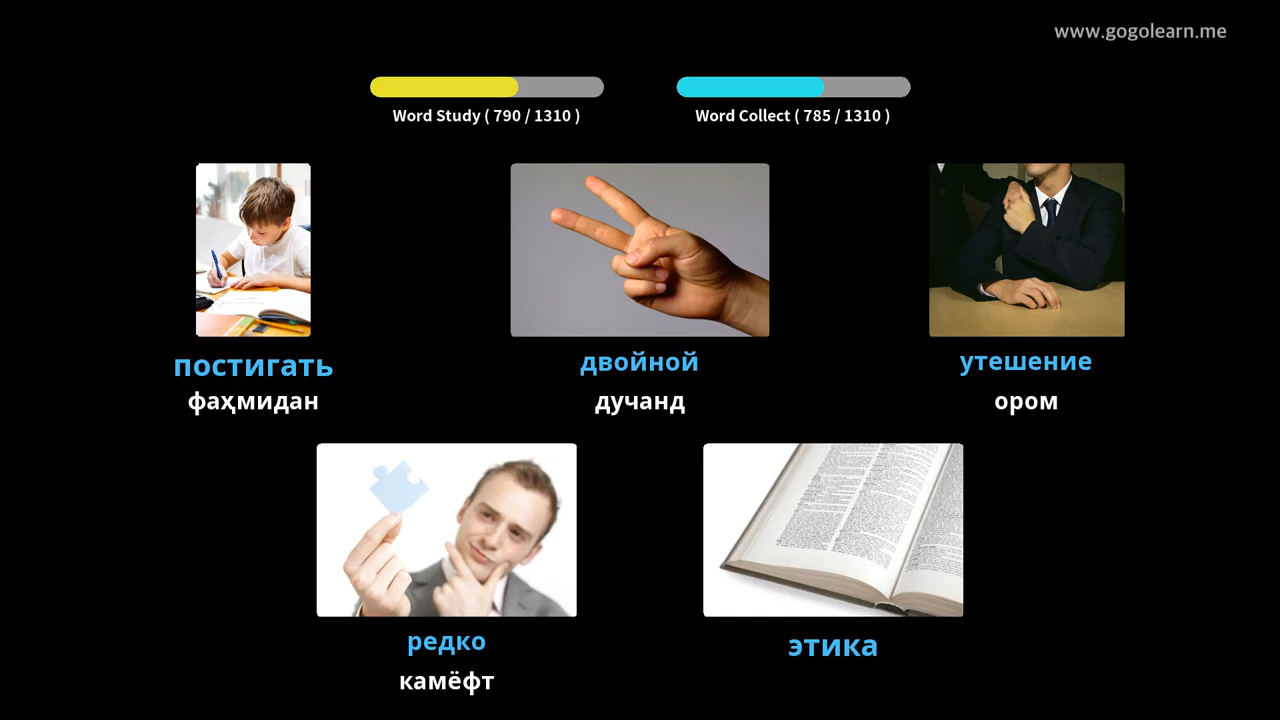 www.gogolearn.me
Word Study ( 790 / 1310 )
Word Collect ( 785 / 1310 )
постигать
фаҳмидан
двойной
дучанд
утешение
ором
редко
камёфт
этика